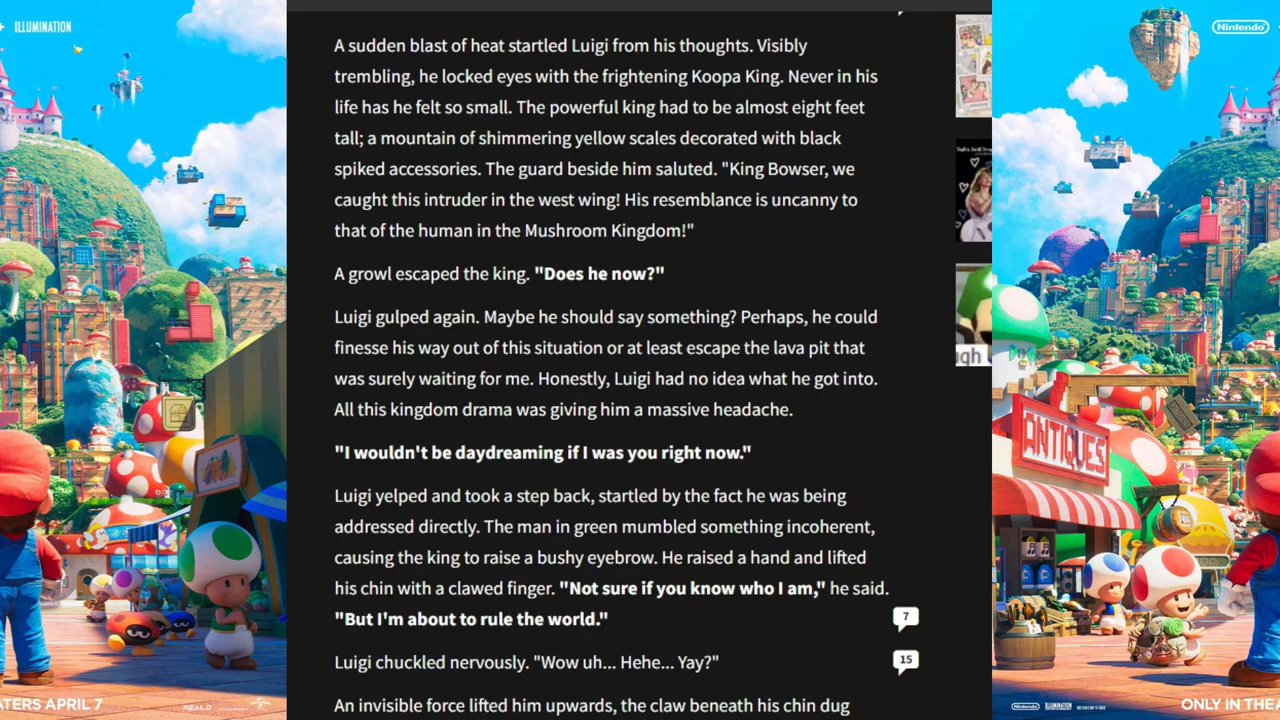 ILLUMINATION
Nintendo
A sudden blast of heat startled Luigi from his thoughts. Visibly
trembling, he locked eyes with the frightening Koopa King. Never in his
life has he felt so small. The powerful king had to be almost eight feet
tall; a mountain of shimmering yellow scales decorated with black
spiked accessories. The guard beside him saluted. "King Bowser, we
caught this intruder in the west wing! His resemblance is uncanny to
that of the human in the Mushroom Kingdom!"
A growl escaped the king. "Does he now?"
Luigi gulped again. Maybe he should say something? Perhaps, he could
finesse his way out of this situation or at least escape the lava pit that
was surely waiting for me. Honestly, Luigi had no idea what he got into.
All this kingdom drama was giving him a massive headache.
"I wouldn't be daydreaming if I was you right now."
Luigi yelped and took a step back, startled by the fact he was being
addressed directly. The man in green mumbled something incoherent,
causing the king to raise a bushy eyebrow. He raised a hand and lifted
his chin with a clawed finger. "Not sure if you know who I am," he said.
"But I'm about to rule the world."
7
Luigi chuckled nervously. "Wow uh... Hehe... Yay?"
15
An invisible force lifted him upwards, the claw beneath his chin dug
ANTIQUES
ATERS APRIL 7
REALD
Nintendo
ILLUMINATION
ONLY IN THEA